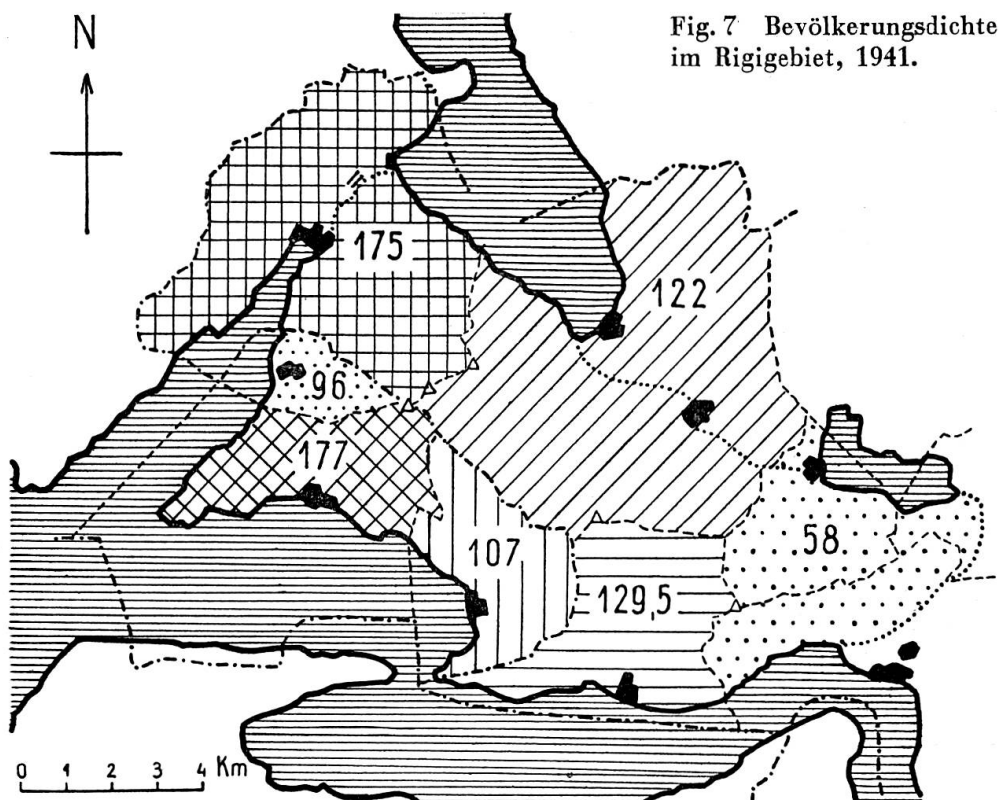 Fig. 7 Bevölkerungsdichte
im Rigigebiet, 1941.
N
175
122
96
177
107
129,5
58
0 1 2 3 4 Km